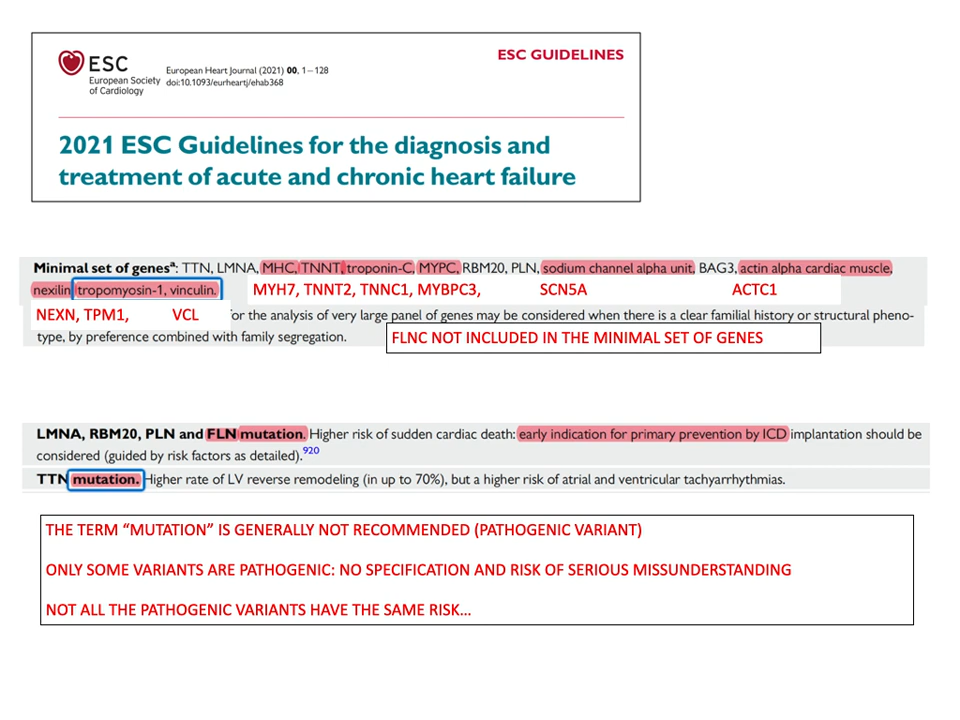 ESC GUIDELINES
ESC
European Society
of Cardiology
European Heart Journal (2021) 00, 1–128
doi:10.1093/eurheartj/ehab368
2021 ESC Guidelines for the diagnosis and
treatment of acute and chronic heart failure
Minimal set of genesᵃ: TTN, LMNA, MHC, TNNT, troponin-C, MYPC, RBM20, PLN, sodium channel alpha unit, BAG3, actin alpha cardiac muscle,
nexilin, tropomyosin-1, vinculin.
MYH7, TNNT2, TNNC1, MYBPC3, SCN5A ACTC1
NEXN, TPM1, VCL
for the analysis of very large panel of genes may be considered when there is a clear familial history or structural pheno-
type, by preference combined with family segregation.
FLNC NOT INCLUDED IN THE MINIMAL SET OF GENES
LMNA, RBM20, PLN and FLN mutation. Higher risk of sudden cardiac death: early indication for primary prevention by ICD implantation should be
considered (guided by risk factors as detailed).⁹²⁰
TTN mutation. Higher rate of LV reverse remodeling (in up to 70%), but a higher risk of atrial and ventricular tachyarrhythmias.
THE TERM “MUTATION” IS GENERALLY NOT RECOMMENDED (PATHOGENIC VARIANT)
ONLY SOME VARIANTS ARE PATHOGENIC: NO SPECIFICATION AND RISK OF SERIOUS MISSUNDERSTANDING
NOT ALL THE PATHOGENIC VARIANTS HAVE THE SAME RISK…